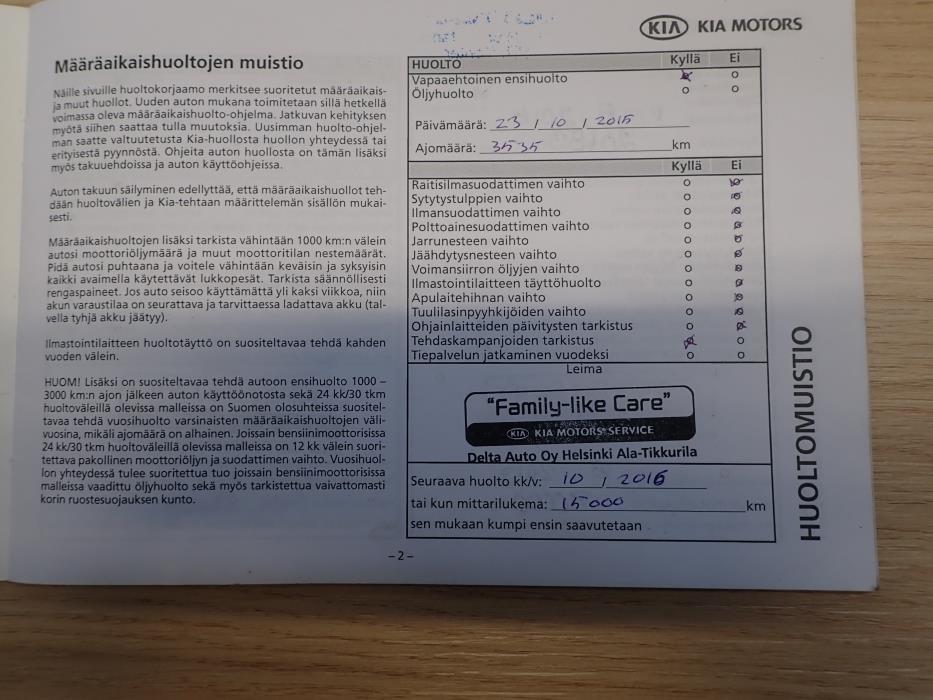 KIA KIA MOTORS
Määräaikaishuoltojen muistio
Näille sivuille huoltokorjaamo merkitsee suoritetut määräaikais-
ja muut huollot. Uuden auton mukana toimitetaan sillä hetkellä
voimassa oleva määräaikaishuolto-ohjelma. Jatkuvan kehityksen
myötä siihen saattaa tulla muutoksia. Uusimman huolto-ohjel-
man saatte valtuutetusta Kia-huollosta huollon yhteydessä tai
erityisestä pyynnöstä. Ohjeita auton huollosta on tämän lisäksi
myös takuuehdoissa ja auton käyttöohjeissa.
Auton takuun säilyminen edellyttää, että määräaikaishuollot teh-
dään huoltovälien ja Kia-tehtaan määrittelemän sisällön mukai-
sesti.
Määräaikaishuoltojen lisäksi tarkista vähintään 1000 km:n välein
autosi moottoriöljymäärä ja muut moottoritilan nestemäärät.
Pidä autosi puhtaana ja voitele vähintään keväisin ja syksyisin
kaikki avaimella käytettävät lukkopesät. Tarkista säännöllisesti
rengaspaineet. Jos auto seisoo käyttämättä yli kaksi viikkoa, niin
akun varaustilaa on seurattava ja tarvittaessa ladattava akku (tal-
vella tyhjä akku jäätyy).
Ilmastointilaitteen huoltotäyttö on suositeltavaa tehdä kahden
vuoden välein.
HUOM! Lisäksi on suositeltavaa tehdä autoon ensihuolto 1000 –
3000 km:n ajon jälkeen auton käyttöönotosta sekä 24 kk/30 tkm
huoltoväleillä olevissa malleissa on Suomen olosuhteissa suositel-
tavaa tehdä vuosihuolto varsinaisten määräaikaishuoltojen väli-
vuosina, mikäli ajomäärä on alhainen. Joissain bensiinimoottorisissa
24 kk/30 tkm huoltoväleillä olevissa malleissa on 12 kk välein suori-
tettava pakollinen moottoriöljyn ja suodattimen vaihto. Vuosihuol-
lon yhteydessä tulee suoritettua tuo joissain bensiinimoottorisissa
malleissa vaadittu öljyhuolto sekä myös tarkistettua vaivattomasti
korin ruostesuojauksen kunto.
HUOLTO Kyllä Ei
Vapaaehtoinen ensihuolto
Öljyhuolto
Päivämäärä: 23 / 10 / 2015
Ajomäärä: 3535 km
Kyllä Ei
Raitisilmasuodattimen vaihto
Sytytystulppien vaihto
Ilmansuodattimen vaihto
Polttoainesuodattimen vaihto
Jarrunesteen vaihto
Jäähdytysnesteen vaihto
Voimansiirron öljyjen vaihto
Ilmastointilaitteen täyttöhuolto
Apulaitehihnan vaihto
Tuulilasinpyyhkijöiden vaihto
Ohjainlaitteiden päivitysten tarkistus
Tehdaskampanjoiden tarkistus
Tiepalvelun jatkaminen vuodeksi
Leima
"Family-like Care"
KIA KIA MOTORS SERVICE
Delta Auto Oy Helsinki Ala-Tikkurila
Seuraava huolto kk/v: 10 / 2016
tai kun mittarilukema: 15000 km
sen mukaan kumpi ensin saavutetaan
HUOLTOMUISTIO
– 2 –